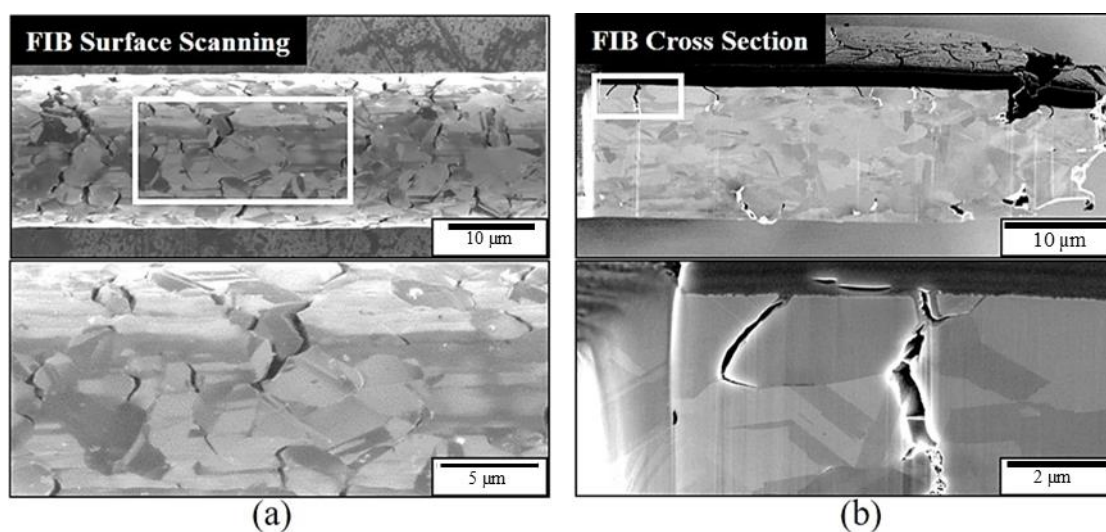 FIB Surface Scanning
10 μm
5 μm
(a)
FIB Cross Section
10 μm
2 μm
(b)